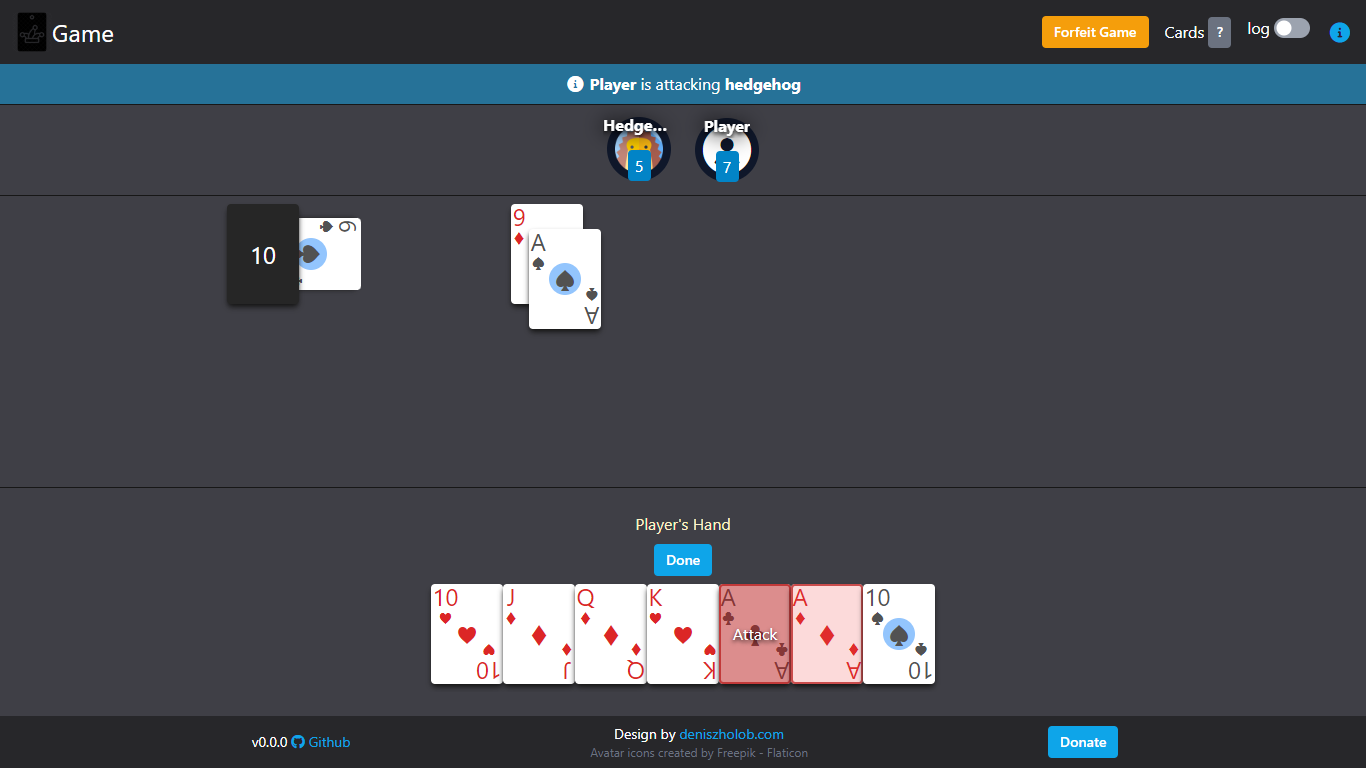 Game
Forfeit Game
Cards ?
log
Player is attacking hedgehog
Hedge... Player
5 7
10
6
9
A
A
Player's Hand
Done
10 J Q K A A 10
Attack
10 J Q K A A 10
v0.0.0 Github
Design by deniszholob.com
Avatar icons created by Freepik - Flaticon
Donate